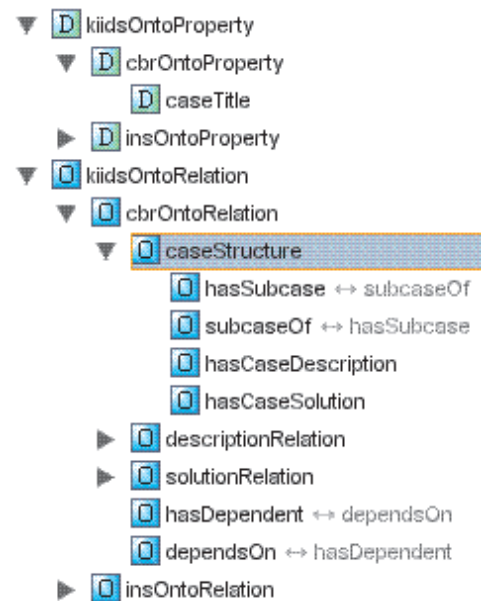 D kiidsOntoProperty
D cbrOntoProperty
D caseTitle
D insOntoProperty
O kiidsOntoRelation
O cbrOntoRelation
O caseStructure
O hasSubcase ↔ subcaseOf
O subcaseOf ↔ hasSubcase
O hasCaseDescription
O hasCaseSolution
O descriptionRelation
O solutionRelation
O hasDependent ↔ dependsOn
O dependsOn ↔ hasDependent
O insOntoRelation